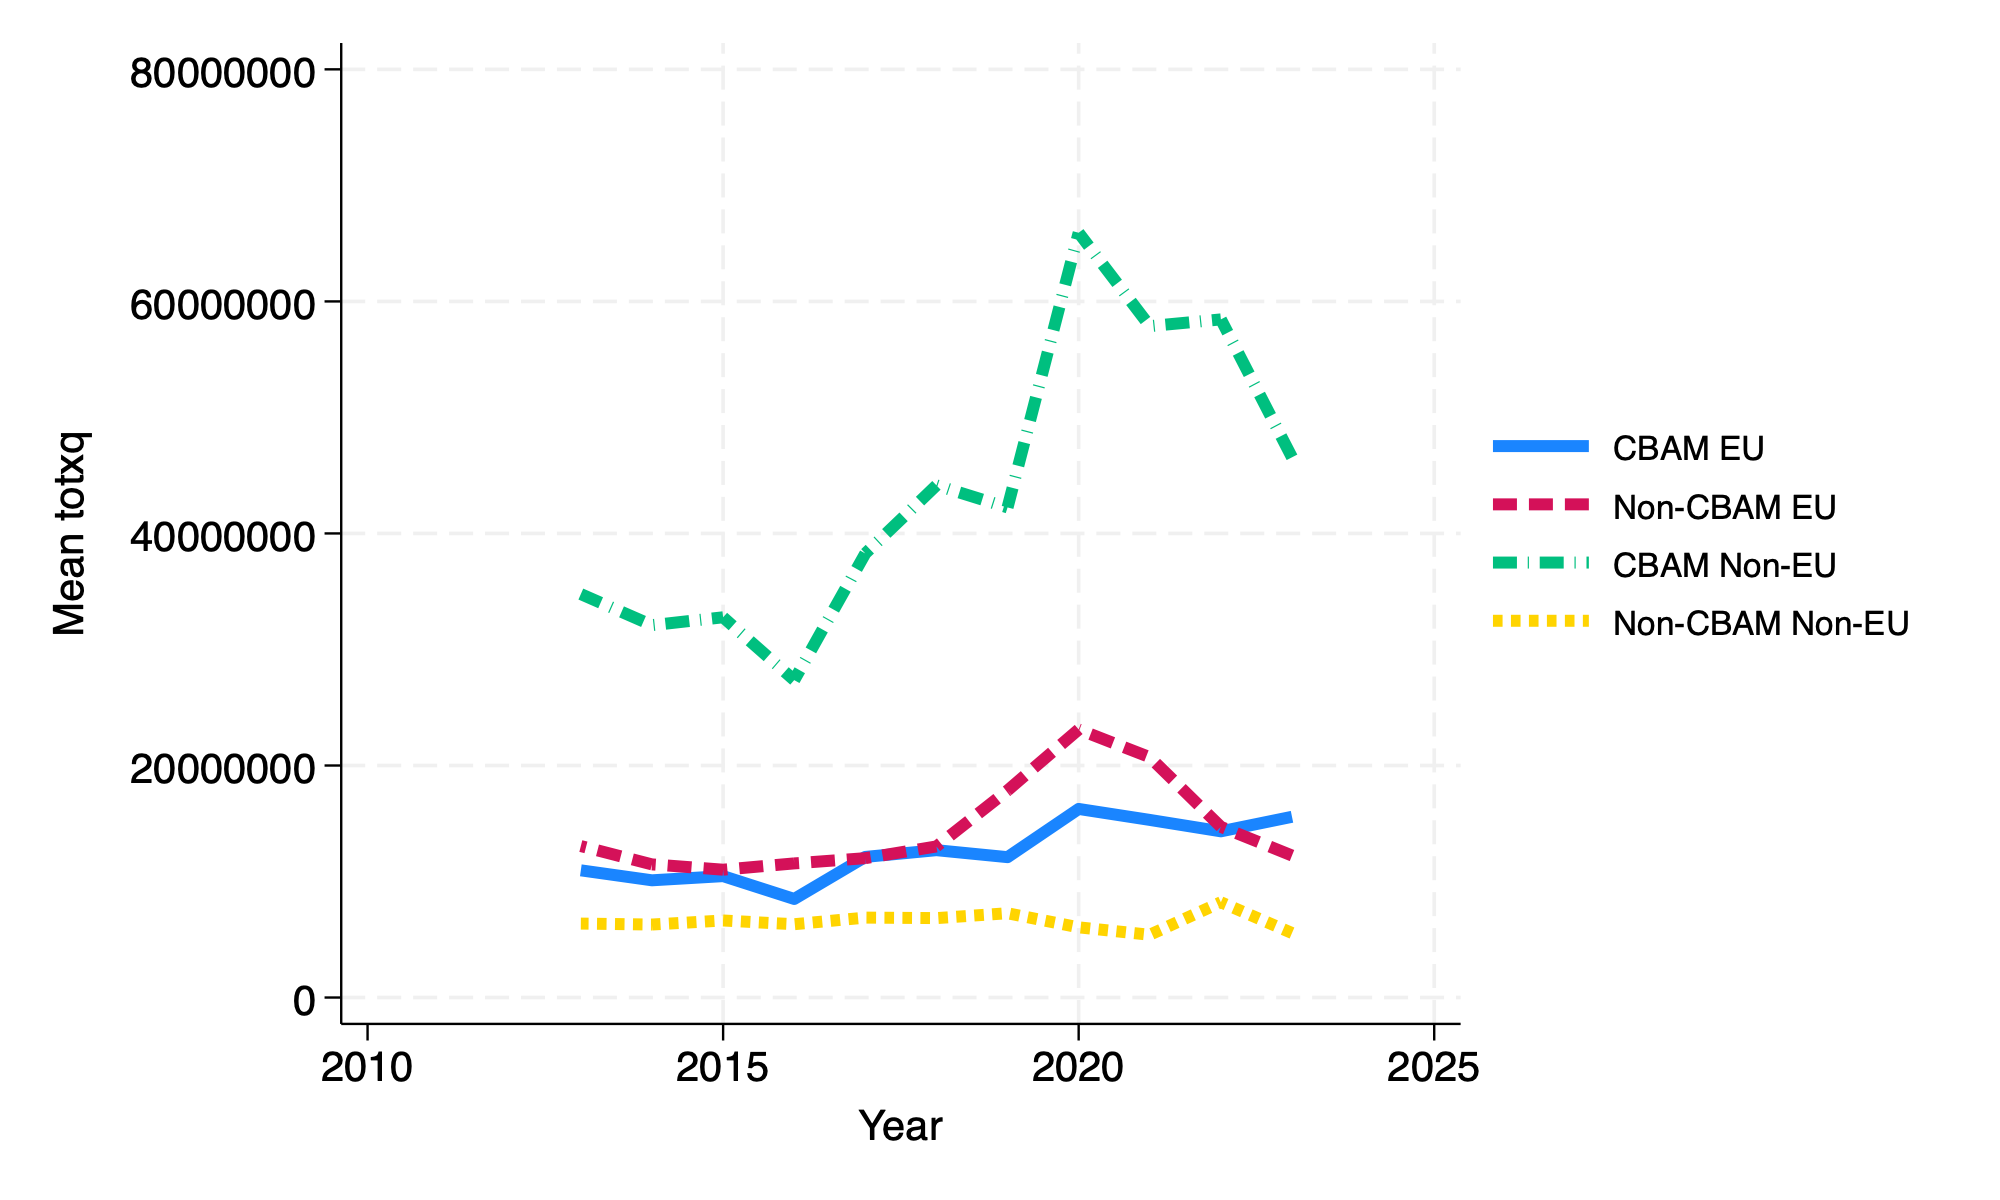 80000000
60000000
40000000
20000000
0
Mean totxq
2010
2015
2020
2025
Year
CBAM EU
Non-CBAM EU
CBAM Non-EU
Non-CBAM Non-EU